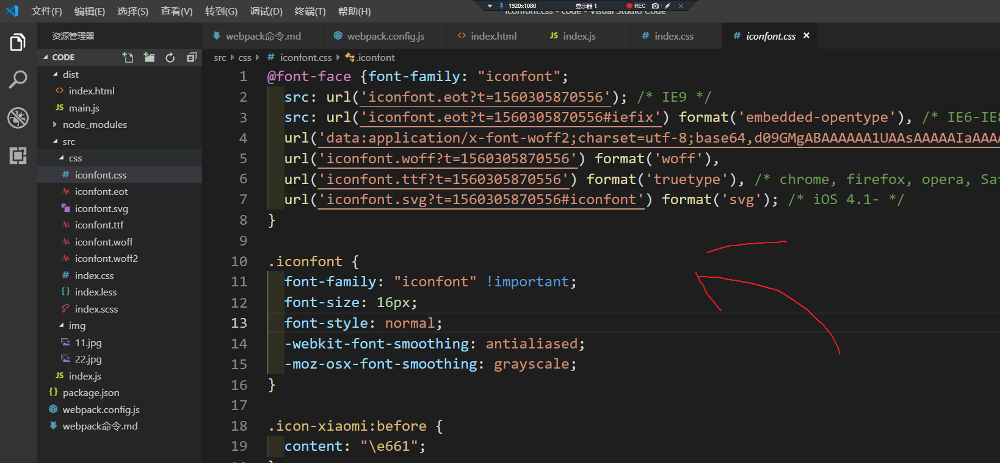 文件(F) 编辑(E) 选择(S) 查看(V) 转到(G) 调试(D) 终端(T) 帮助(H)
1920x1080 显示器 1 REC
iconfont.css - code - Visual Studio Code
资源管理器
webpack命令.md webpack.config.js index.html JS index.js # index.css # iconfont.css
CODE
src css # iconfont.css .iconfont
dist
index.html
JS main.js
node_modules
src
css
# iconfont.css
iconfont.eot
iconfont.svg
iconfont.ttf
iconfont.woff
iconfont.woff2
# index.css
{} index.less
index.scss
img
11.jpg
22.jpg
JS index.js
{} package.json
webpack.config.js
webpack命令.md
1 @font-face {font-family: "iconfont";
2 src: url('iconfont.eot?t=1560305870556'); /* IE9 */
3 src: url('iconfont.eot?t=1560305870556#iefix') format('embedded-opentype'), /* IE6-IE8
4 url('data:application/x-font-woff2;charset=utf-8;base64,d09GMgABAAAAAA1UAAsAAAAAIaAAAA
5 url('iconfont.woff?t=1560305870556') format('woff'),
6 url('iconfont.ttf?t=1560305870556') format('truetype'), /* chrome, firefox, opera, Saf
7 url('iconfont.svg?t=1560305870556#iconfont') format('svg'); /* iOS 4.1- */
8 }
9
10 .iconfont {
11 font-family: "iconfont" !important;
12 font-size: 16px;
13 font-style: normal;
14 -webkit-font-smoothing: antialiased;
15 -moz-osx-font-smoothing: grayscale;
16 }
17
18 .icon-xiaomi:before {
19 content: "\e661";